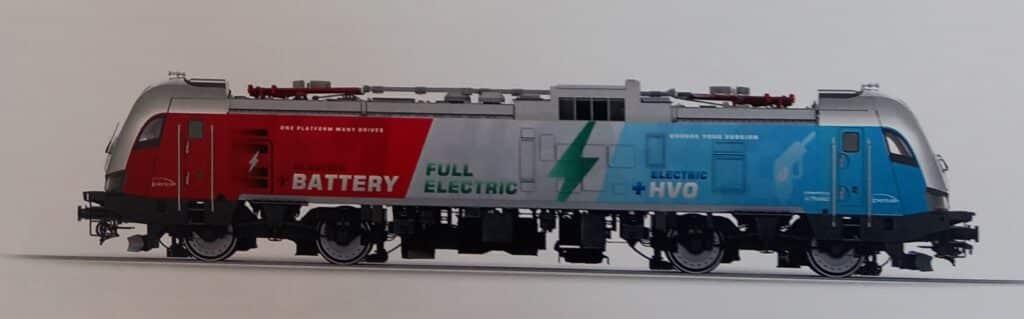 ONE PLATFORM MANY DRIVES
BATTERY
FULL
ELECTRIC
CHOOSE YOUR VERSION
ELECTRIC
+HVO